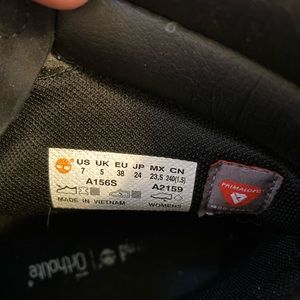 US UK EU JP MX CN
7 5 38 24 23,5 240(1.5)
A156S A2159
MADE IN VIETNAM WOMENS
PRIMALOFT
Ortholite